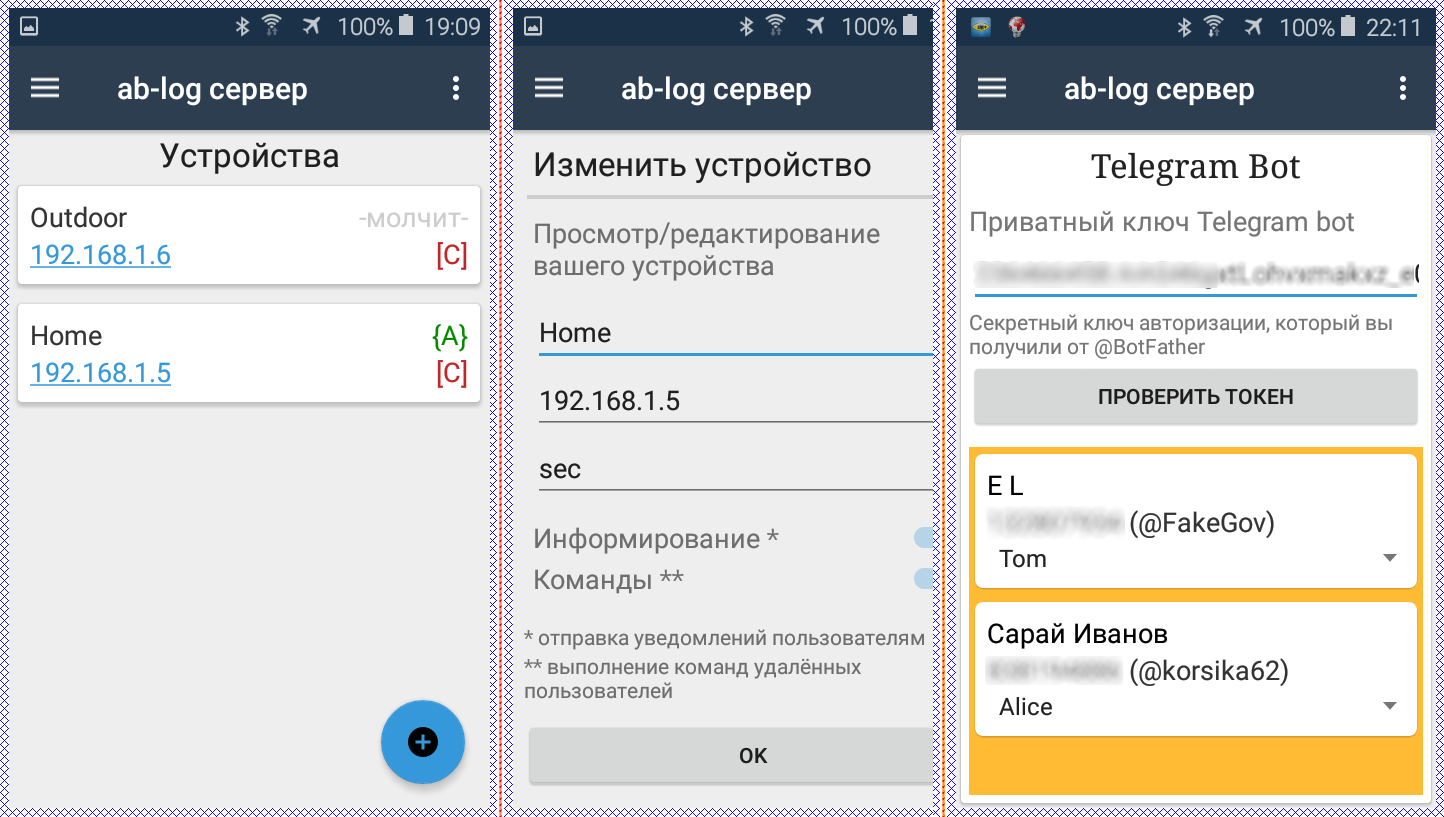 100% 19:09
ab-log сервер
Устройства
Outdoor -молчит-
192.168.1.6 [C]
Home {A}
192.168.1.5 [C]
100%
ab-log сервер
Изменить устройство
Просмотр/редактирование
вашего устройства
Home
192.168.1.5
sec
Информирование *
Команды **
* отправка уведомлений пользователям
** выполнение команд удалённых
пользователей
OK
100% 22:11
ab-log сервер
Telegram Bot
Приватный ключ Telegram bot
Секретный ключ авторизации, который вы
получили от @BotFather
ПРОВЕРИТЬ ТОКЕН
E L
(@FakeGov)
Tom
Сарай Иванов
(@korsika62)
Alice